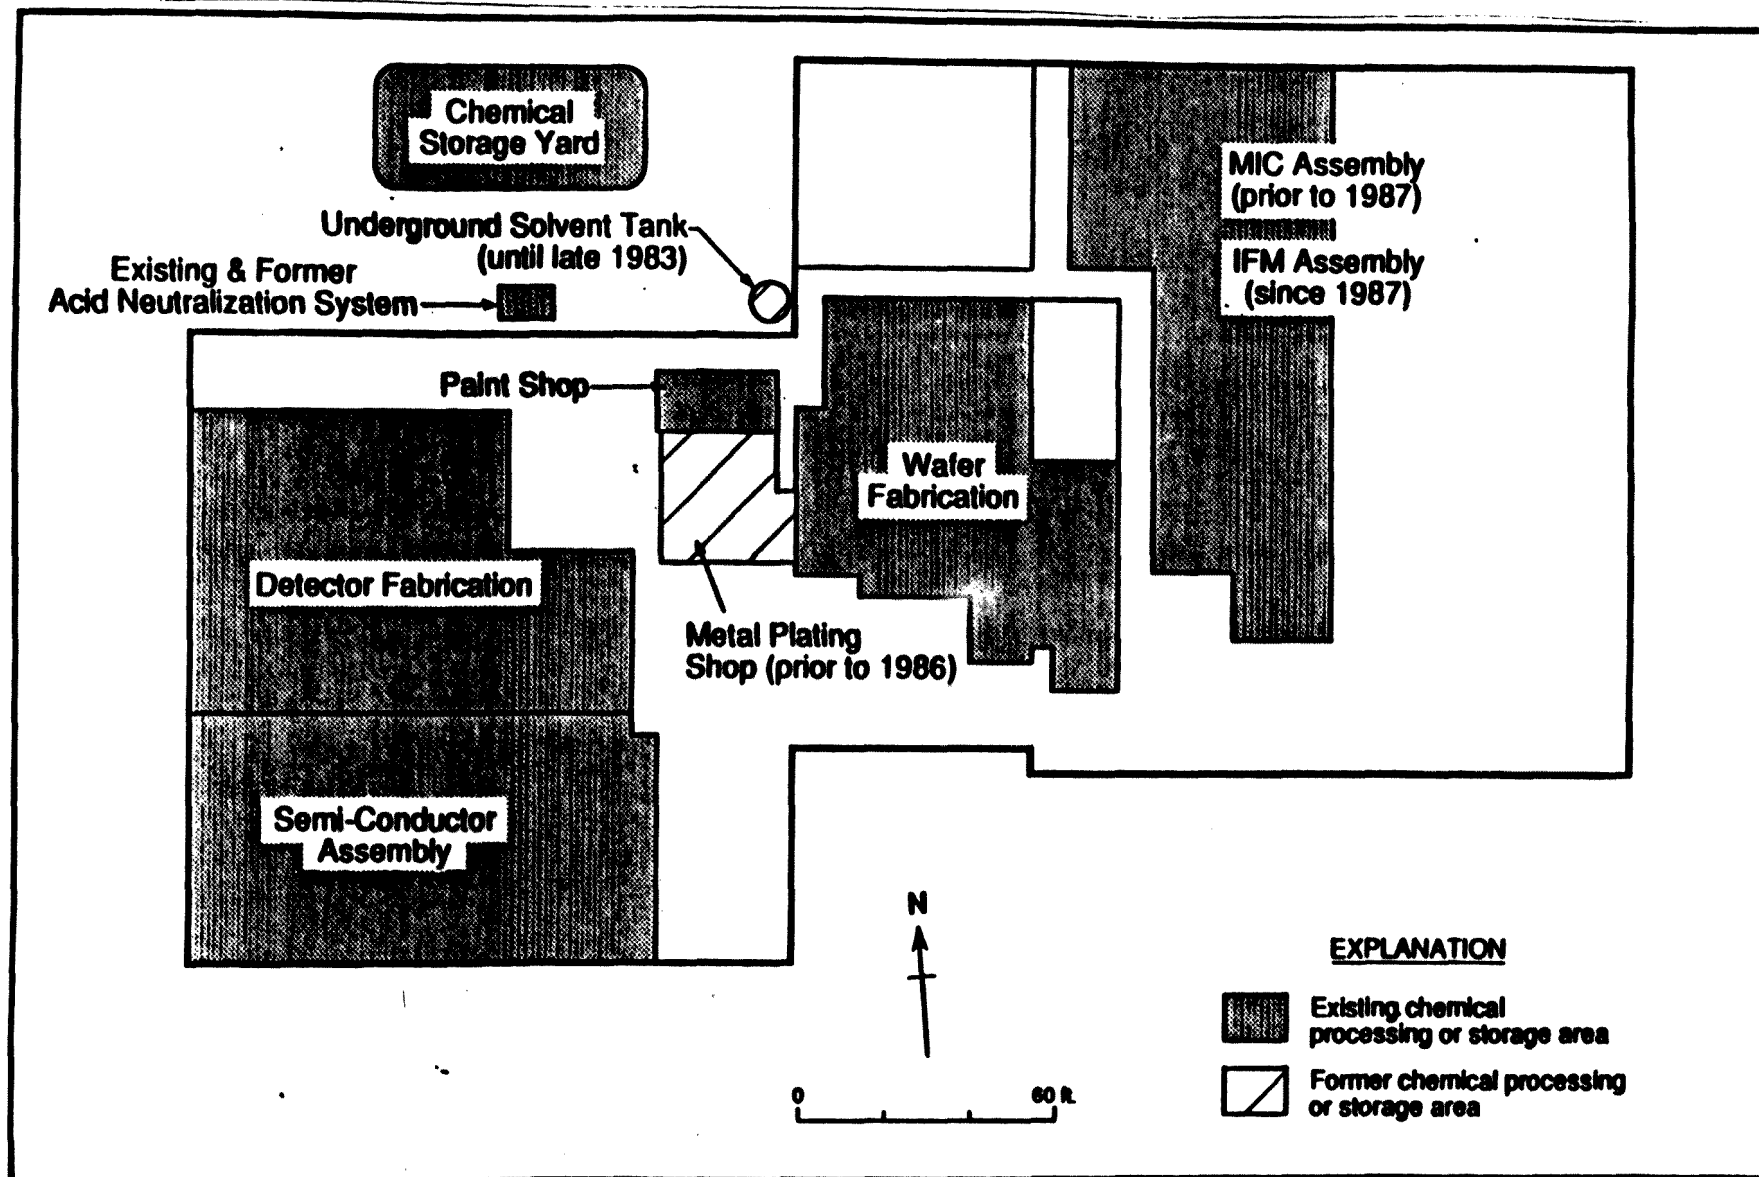 Chemical
Storage Yard
Underground Solvent Tank
(until late 1983)
Existing & Former
Acid Neutralization System
MIC Assembly
(prior to 1987)
IFM Assembly
(since 1987)
Paint Shop
Wafer
Fabrication
Detector Fabrication
Metal Plating
Shop (prior to 1986)
Semi-Conductor
Assembly
N
0 60 ft.
EXPLANATION
Existing chemical
processing or storage area
Former chemical processing
or storage area